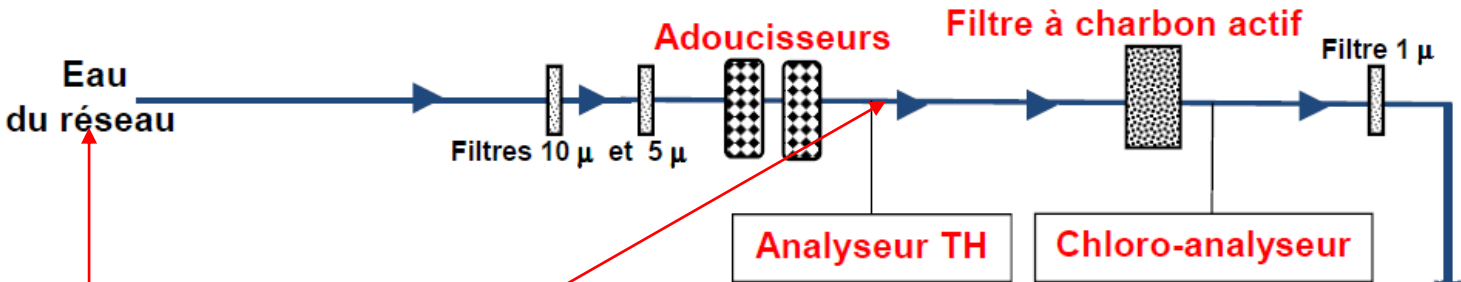 Eau
du réseau
Filtres 10 μ et 5 μ
Adoucisseurs
Analyseur TH
Filtre à charbon actif
Chloro-analyseur
Filtre 1 μ